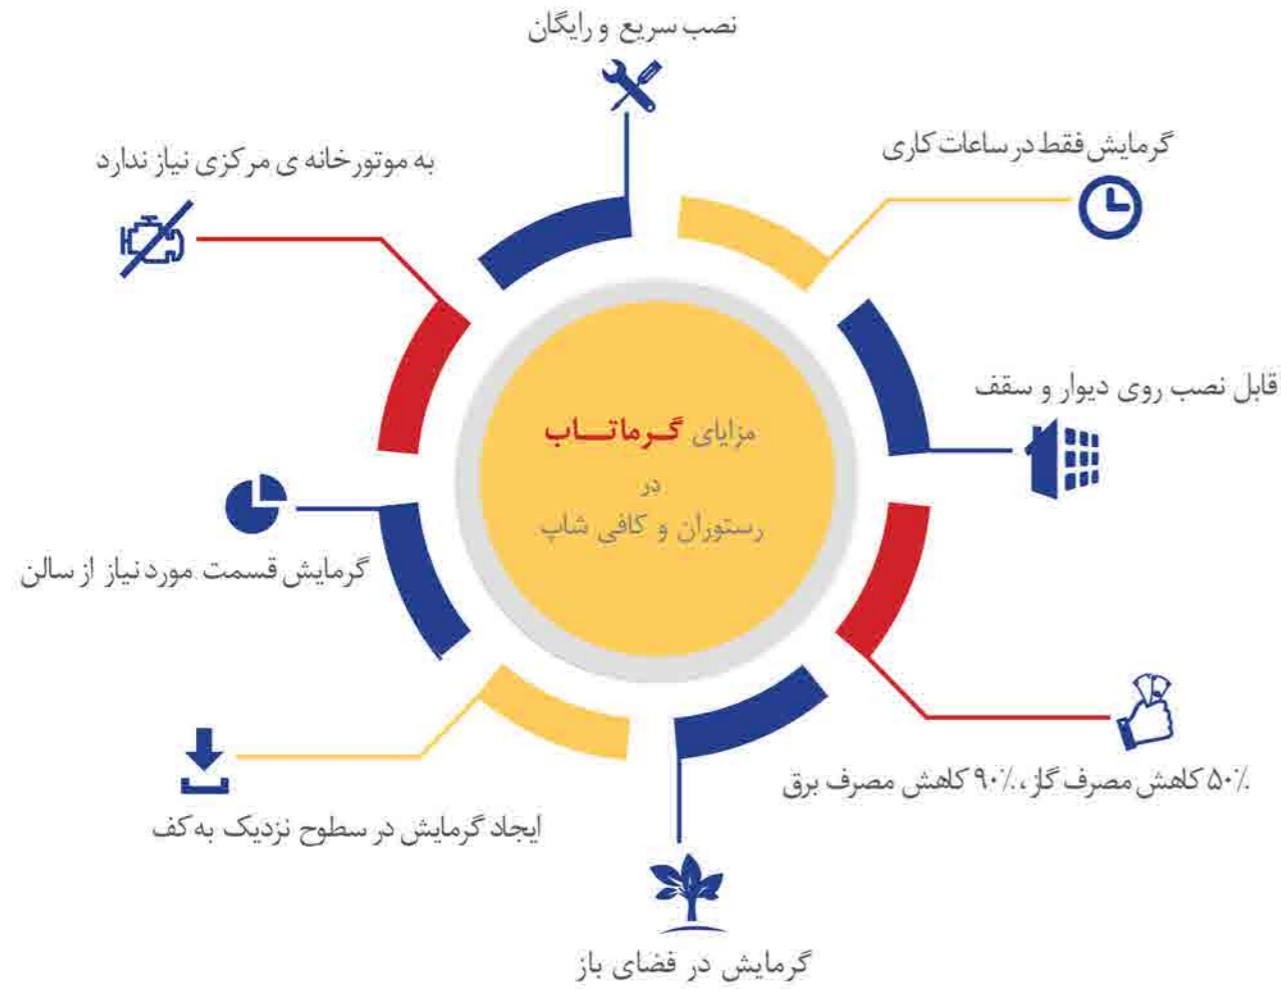 نصب سریع و رایگان
گرمایش فقط در ساعات کاری
به موتورخانه ی مرکزی نیاز ندارد
قابل نصب روی دیوار و سقف
مزایای گـرماتـــاب
در
رستوران و کافی شاپ
گرمایش قسمت مورد نیاز از سالن
۵۰٪ کاهش مصرف گاز ، ۹۰٪ کاهش مصرف برق
ایجاد گرمایش در سطوح نزدیک به کف
گرمایش در فضای باز